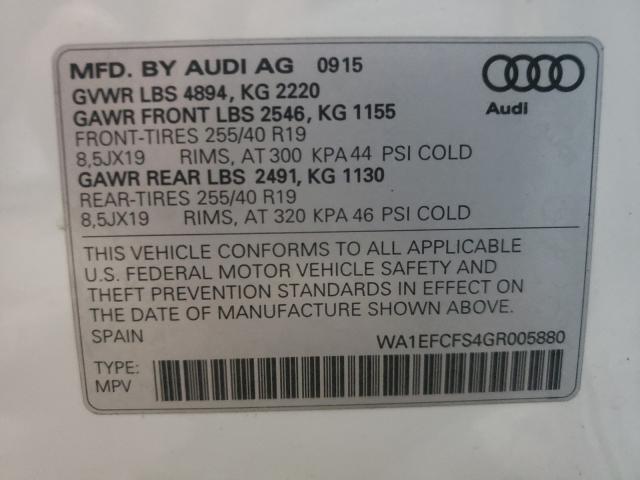 MFD. BY AUDI AG 0915
GVWR LBS 4894, KG 2220
GAWR FRONT LBS 2546, KG 1155
FRONT-TIRES 255/40 R19
8,5JX19 RIMS, AT 300 KPA 44 PSI COLD
GAWR REAR LBS 2491, KG 1130
REAR-TIRES 255/40 R19
8,5JX19 RIMS, AT 320 KPA 46 PSI COLD
Audi
THIS VEHICLE CONFORMS TO ALL APPLICABLE
U.S. FEDERAL MOTOR VEHICLE SAFETY AND
THEFT PREVENTION STANDARDS IN EFFECT ON
THE DATE OF MANUFACTURE SHOWN ABOVE.
SPAIN WA1EFCFS4GR005880
TYPE:
MPV